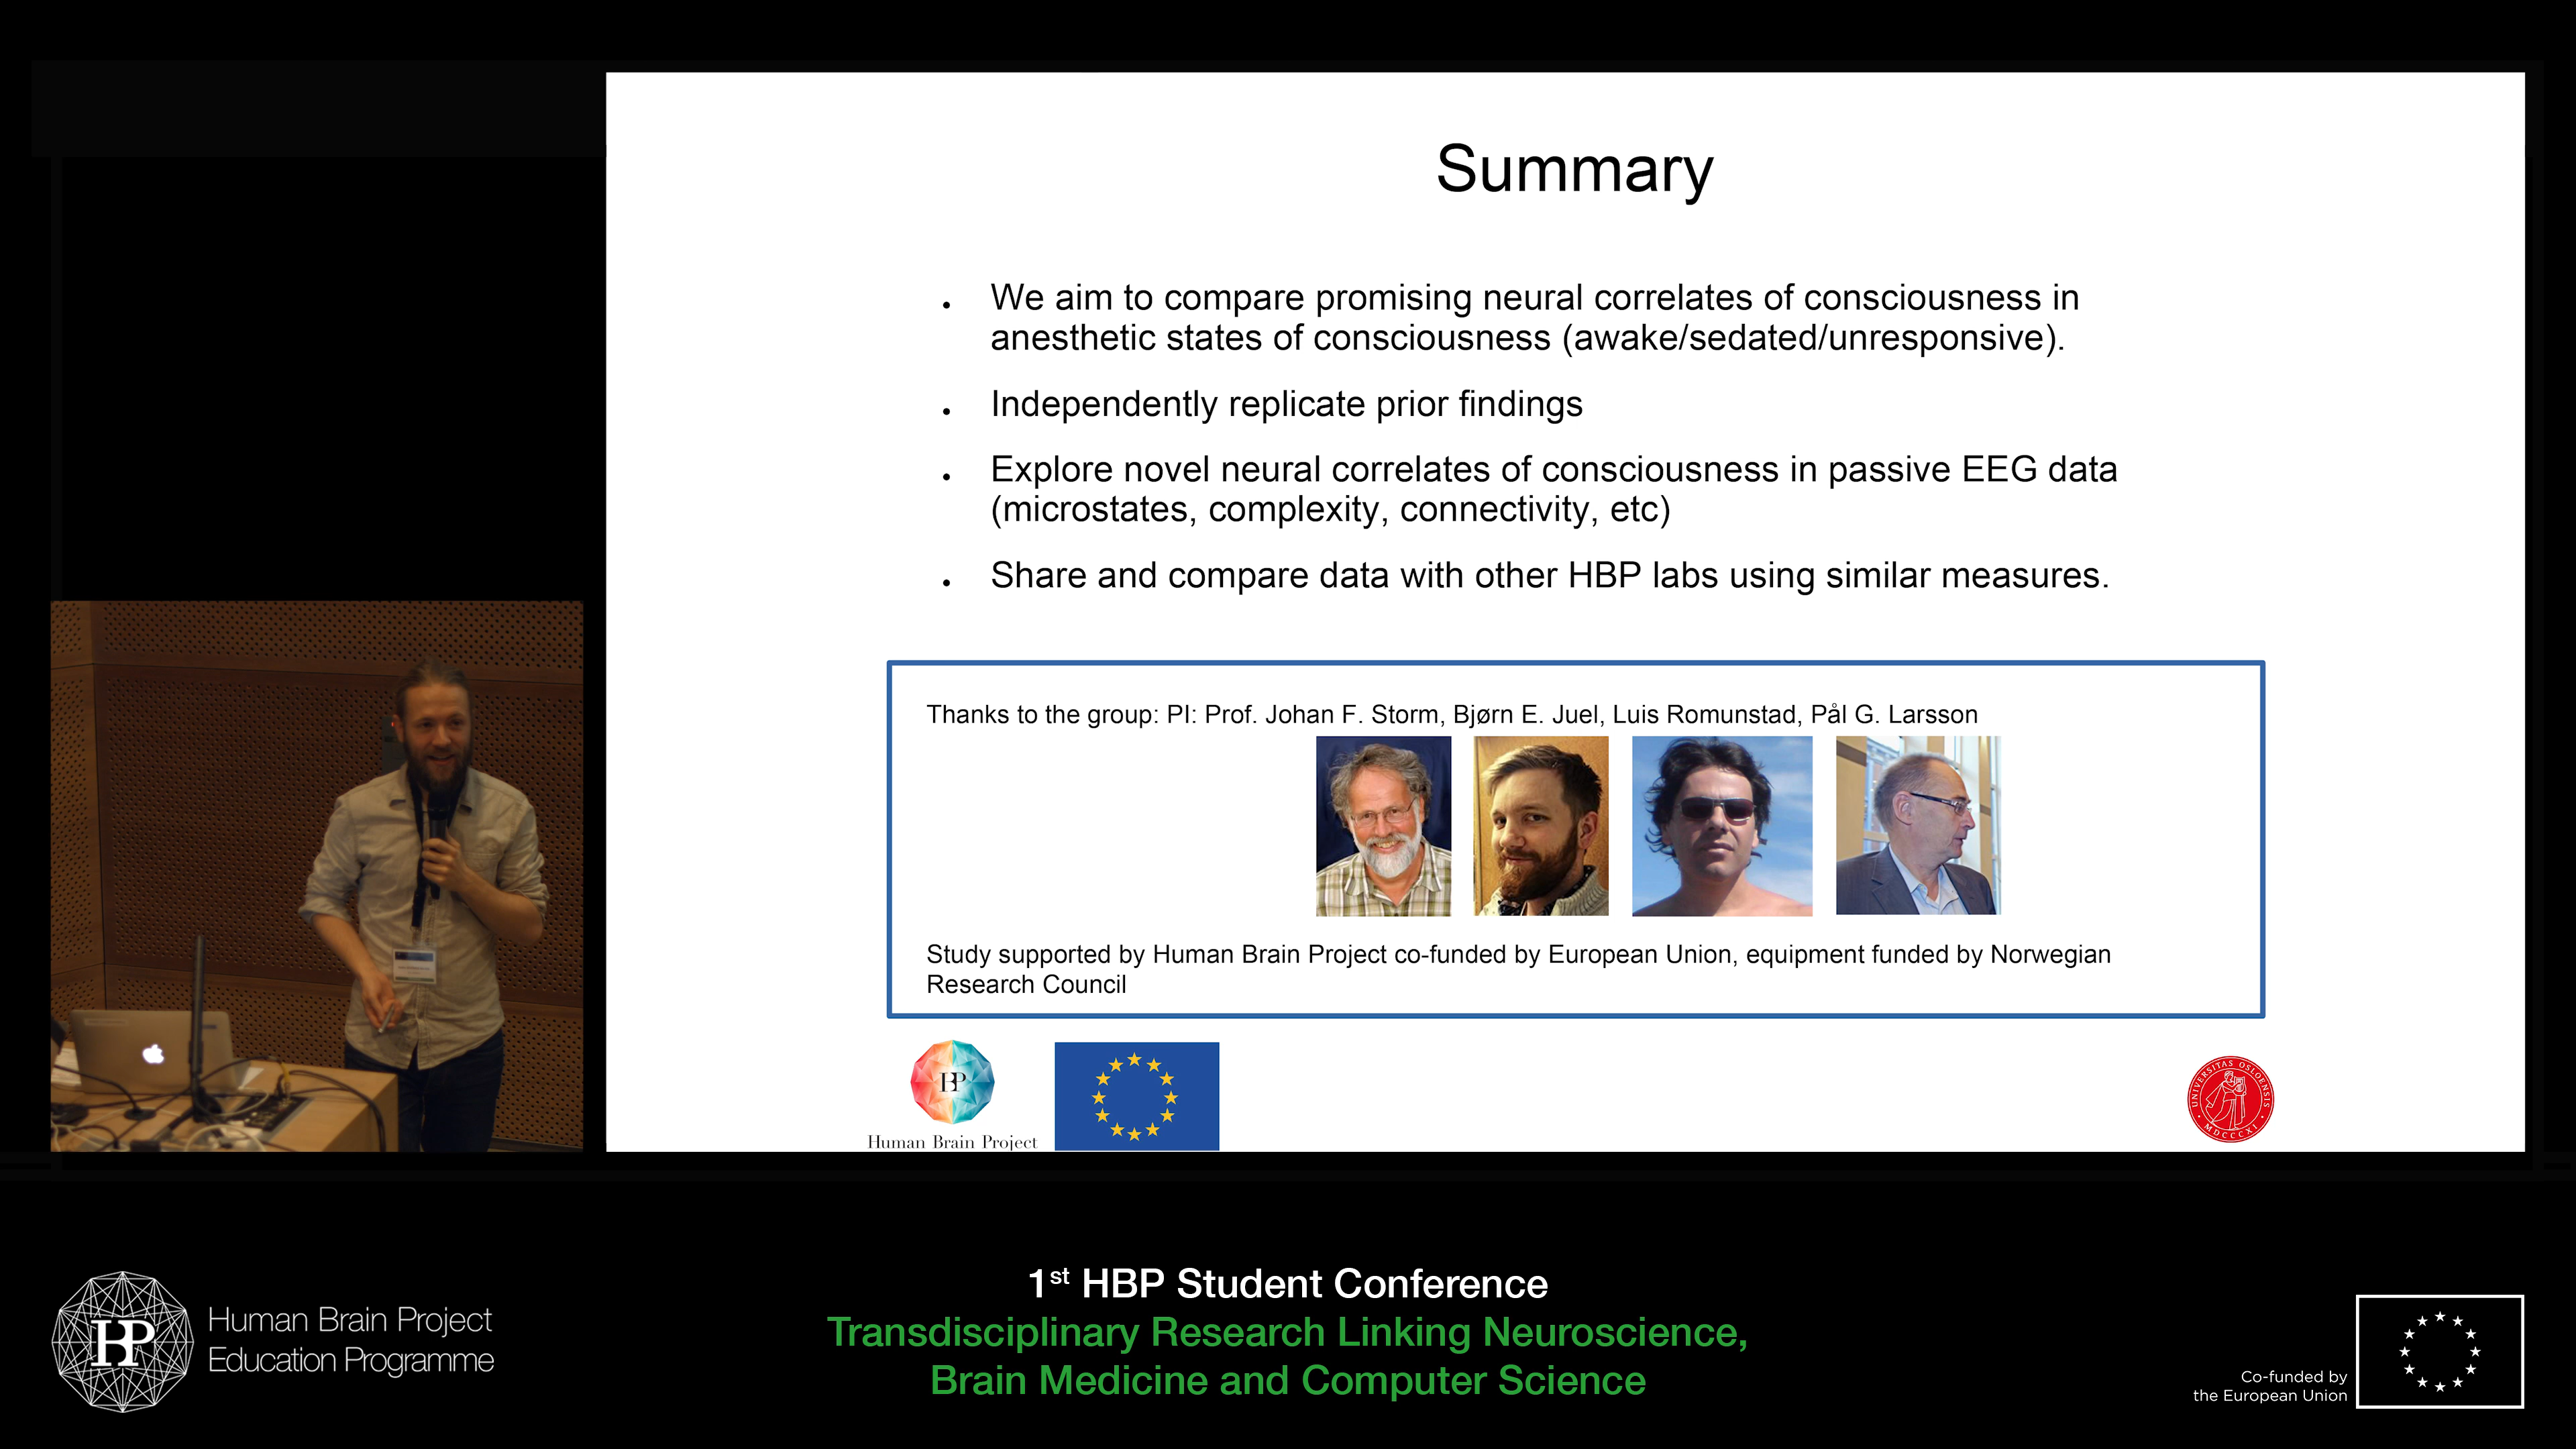 Summary
We aim to compare promising neural correlates of consciousness in
anesthetic states of consciousness (awake/sedated/unresponsive).
Independently replicate prior findings
Explore novel neural correlates of consciousness in passive EEG data
(microstates, complexity, connectivity, etc)
Share and compare data with other HBP labs using similar measures.
Thanks to the group: PI: Prof. Johan F. Storm, Bjørn E. Juel, Luis Romunstad, Pål G. Larsson
Study supported by Human Brain Project co-funded by European Union, equipment funded by Norwegian
Research Council
HBP
Human Brain Project
UNIVERSITAS OSLOENSIS
MDCCCXI
HBP
Human Brain Project
Education Programme
1st HBP Student Conference
Transdisciplinary Research Linking Neuroscience,
Brain Medicine and Computer Science
Co-funded by
the European Union